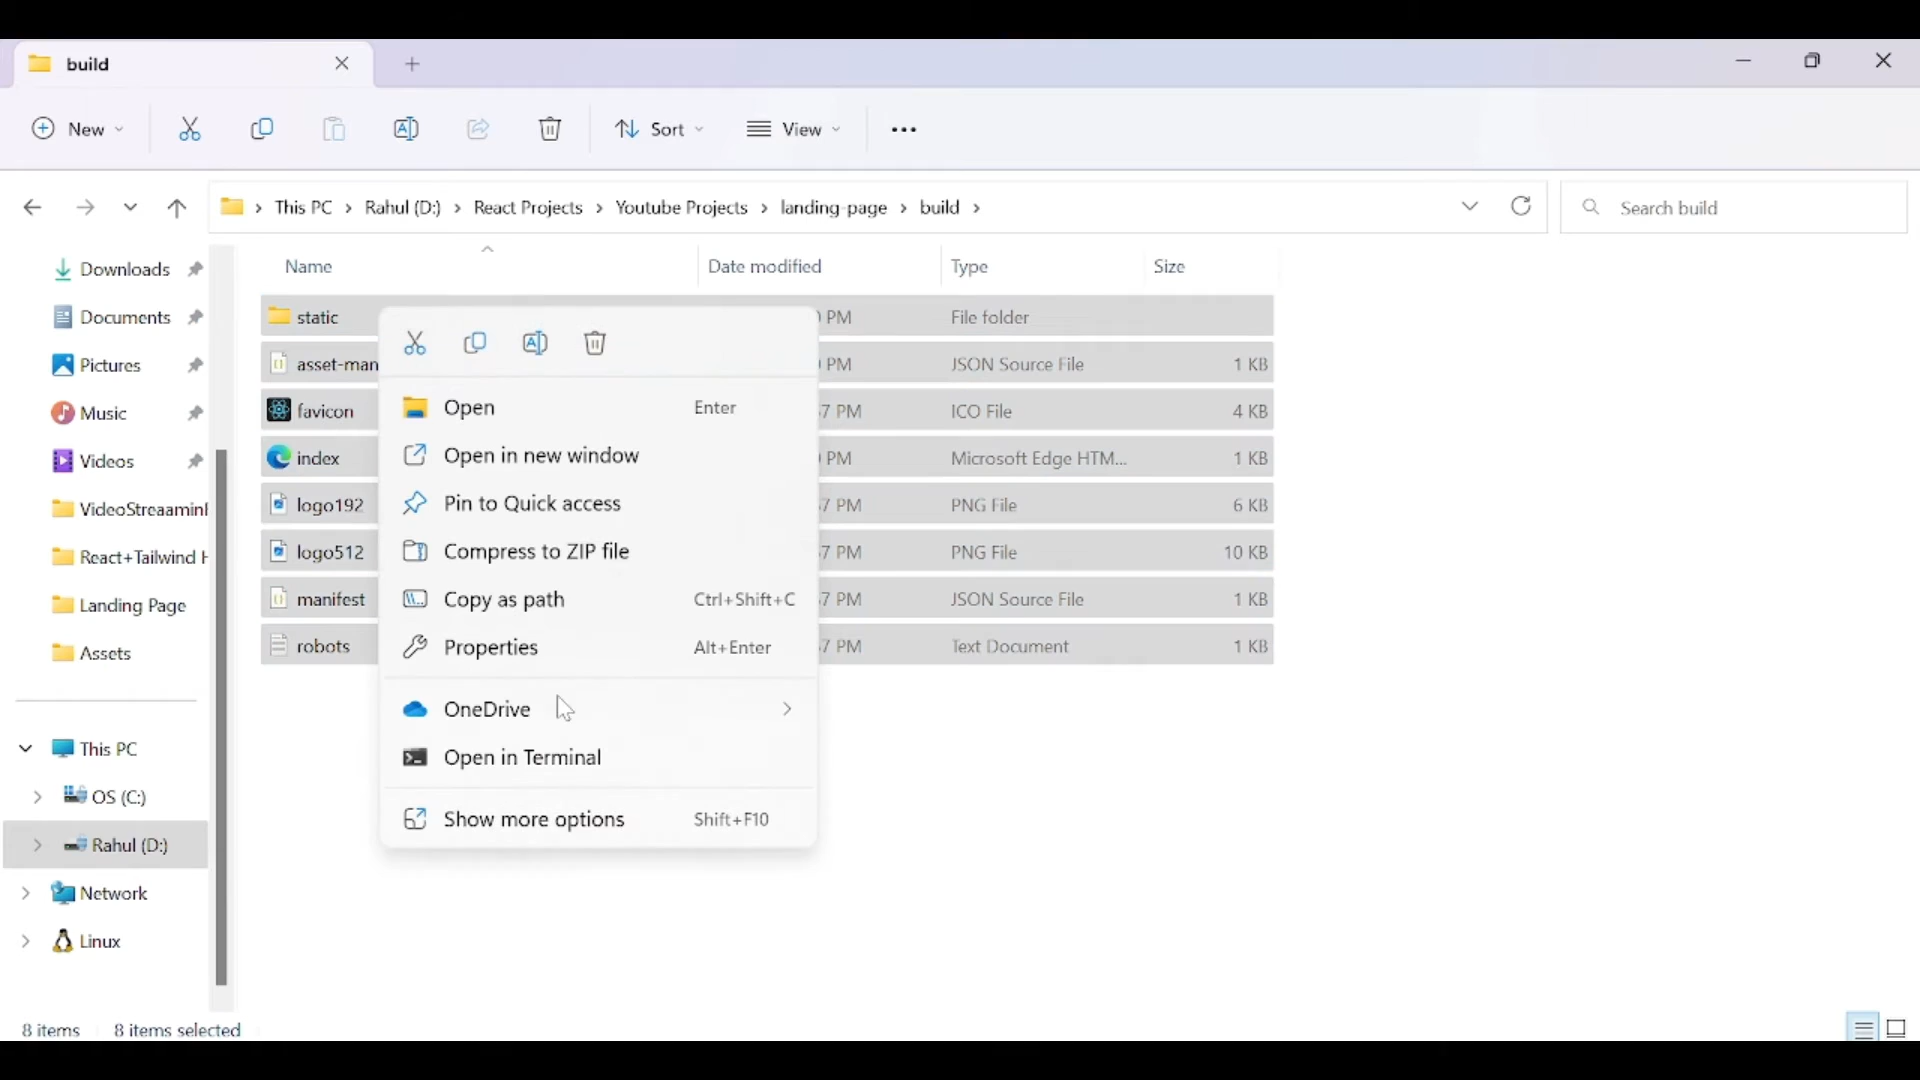 build
New
Sort
View
This PC > Rahul (D:) > React Projects > Youtube Projects > landing-page > build >
Search build
Name Date modified Type Size
Downloads
Documents
Pictures
Music
Videos
VideoStreaamin
React+Tailwind
Landing Page
Assets
This PC
OS (C:)
Rahul (D:)
Network
Linux
static PM File folder
asset-man PM JSON Source File 1 KB
favicon 7 PM ICO File 4 KB
index PM Microsoft Edge HTM... 1 KB
logo192 7 PM PNG File 6 KB
logo512 7 PM PNG File 10 KB
manifest 7 PM JSON Source File 1 KB
robots 7 PM Text Document 1 KB
Open Enter
Open in new window
Pin to Quick access
Compress to ZIP file
Copy as path Ctrl+Shift+C
Properties Alt+Enter
OneDrive
Open in Terminal
Show more options Shift+F10
8 items 8 items selected